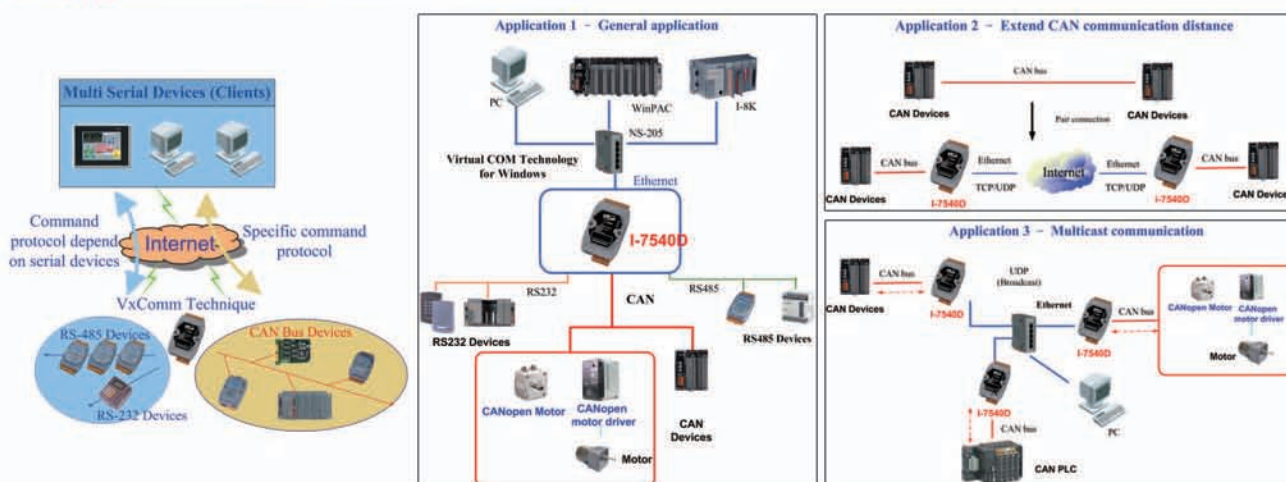 Multi Serial Devices (Clients)
Command
protocol depend
on serial devices
Internet
Specific command
protocol
VxComm Technique
RS-485 Devices
RS-232 Devices
CAN Bus Devices
Application 1 - General application
PC
WinPAC
I-8K
NS-205
Virtual COM Technology
for Windows
Ethernet
I-7540D
RS232
CAN
RS485
RS232 Devices
RS485 Devices
CANopen Motor
CANopen
motor driver
Motor
CAN
Devices
Application 2 - Extend CAN communication distance
CAN bus
CAN Devices
CAN Devices
Pair connection
CAN bus
Ethernet
Internet
Ethernet
CAN bus
TCP/UDP
TCP/UDP
CAN Devices
I-7540D
I-7540D
CAN Devices
Application 3 - Multicast communication
CAN bus
UDP
(Broadcast)
CAN Devices
I-7540D
Ethernet
CAN bus
I-7540D
CANopen Motor
CANopen
motor driver
Motor
I-7540D
PC
CAN bus
CAN PLC